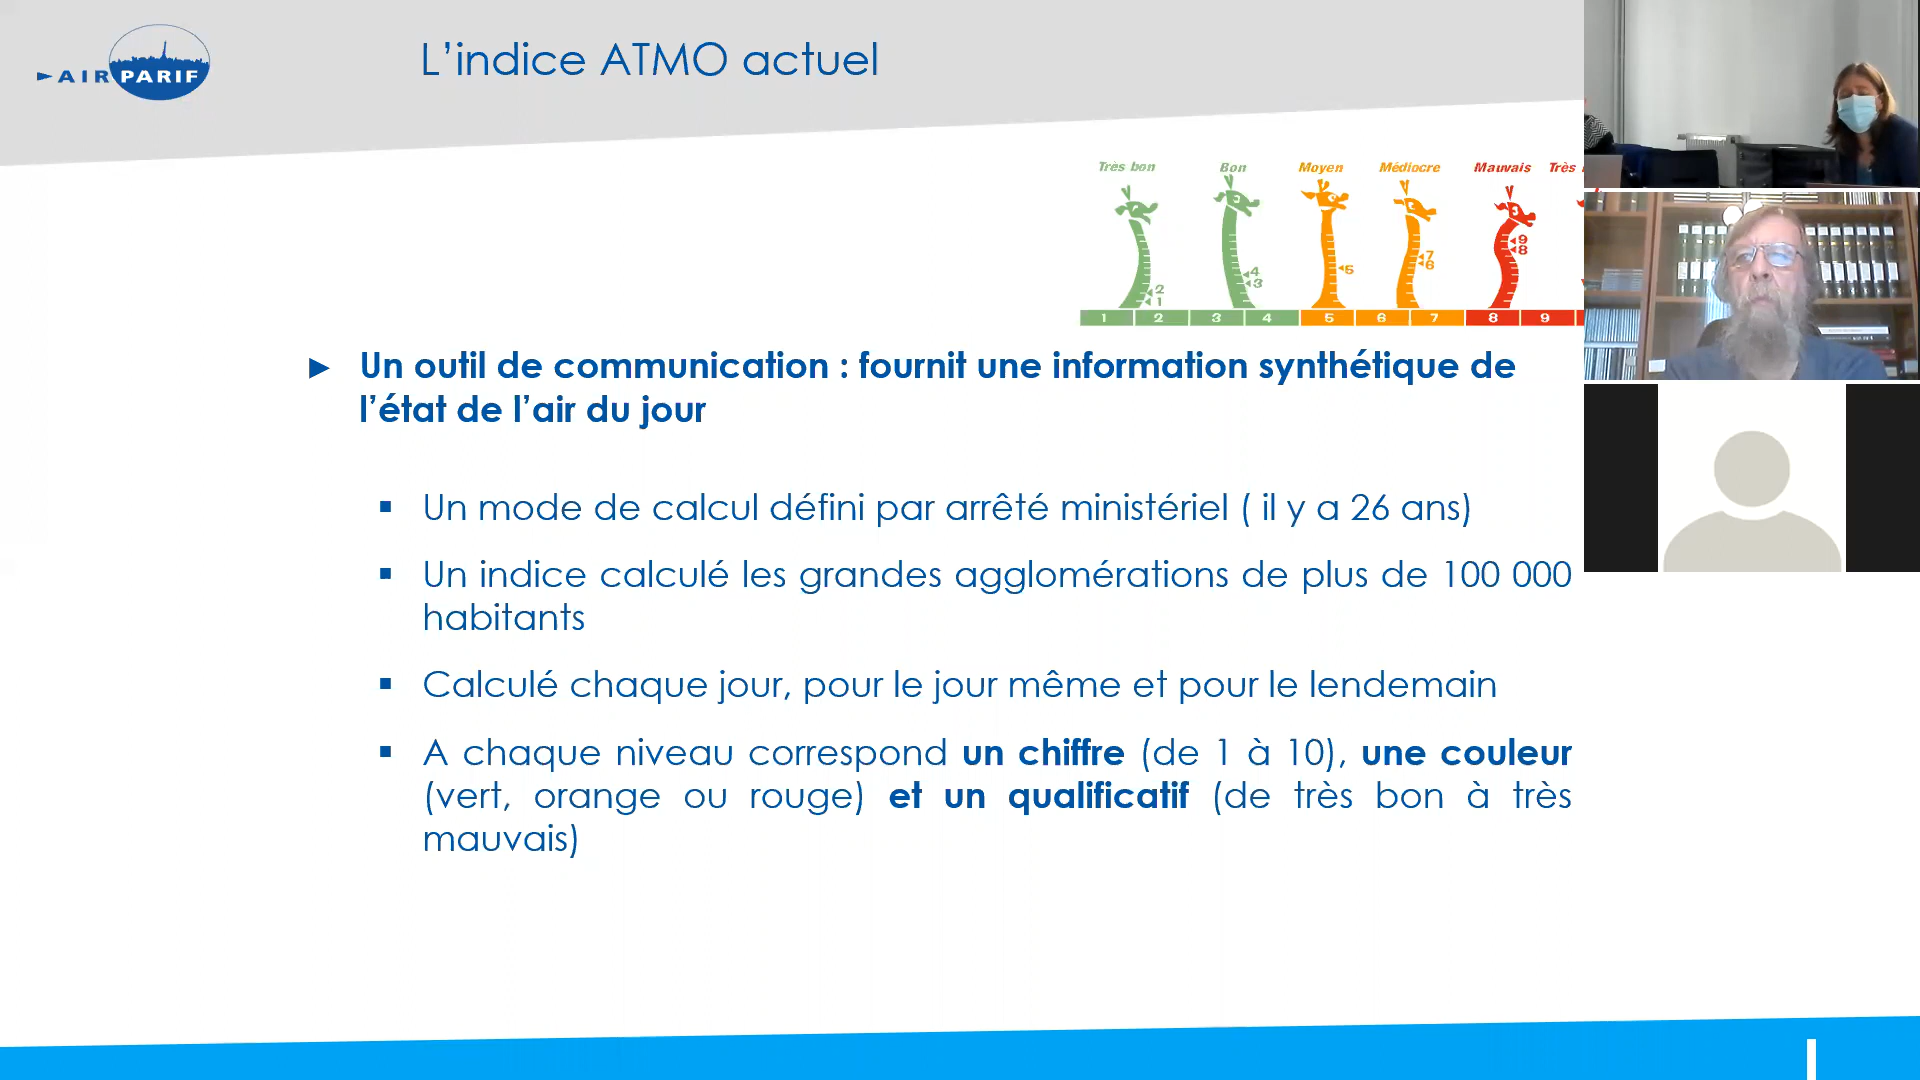 AIRPARIF
L’indice ATMO actuel
Très bon Bon Moyen Médiocre Mauvais Très
2 1 4 3 5 7 6 9 8
1 2 3 4 5 6 7 8 9
► Un outil de communication : fournit une information synthétique de
l’état de l’air du jour
▪ Un mode de calcul défini par arrêté ministériel ( il y a 26 ans)
▪ Un indice calculé les grandes agglomérations de plus de 100 000
habitants
▪ Calculé chaque jour, pour le jour même et pour le lendemain
▪ A chaque niveau correspond un chiffre (de 1 à 10), une couleur
(vert, orange ou rouge) et un qualificatif (de très bon à très
mauvais)